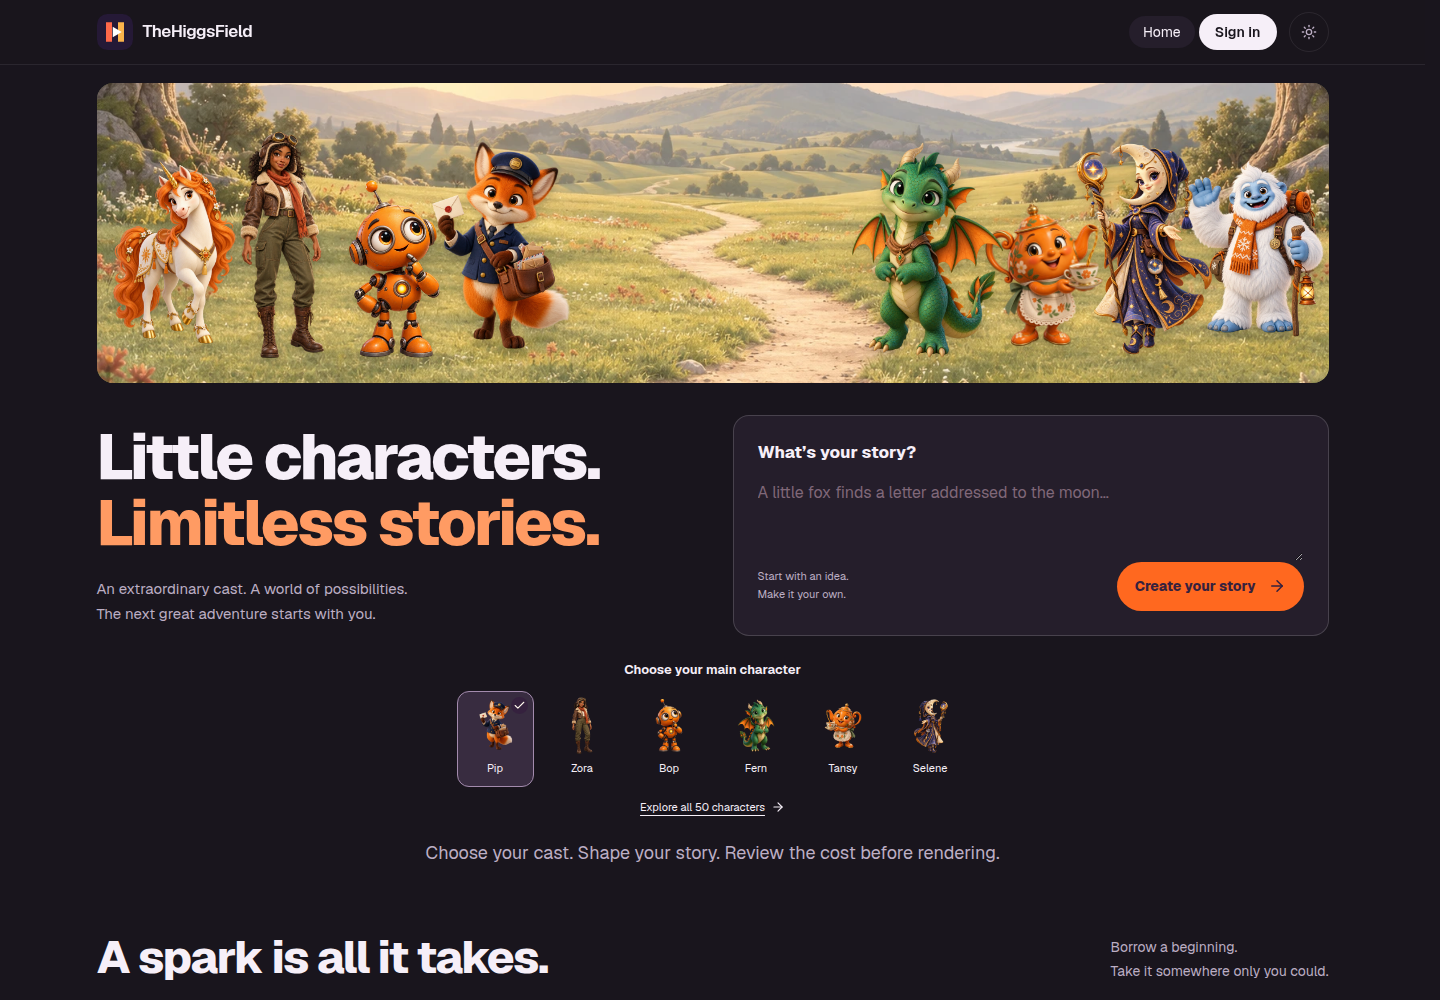 TheHiggsField
Home
Sign in
Little characters.
Limitless stories.
An extraordinary cast. A world of possibilities.
The next great adventure starts with you.
What's your story?
A little fox finds a letter addressed to the moon...
Start with an idea.
Make it your own.
Create your story
Choose your main character
Pip
Zora
Bop
Fern
Tansy
Selene
Explore all 50 characters
Choose your cast. Shape your story. Review the cost before rendering.
A spark is all it takes.
Borrow a beginning.
Take it somewhere only you could.